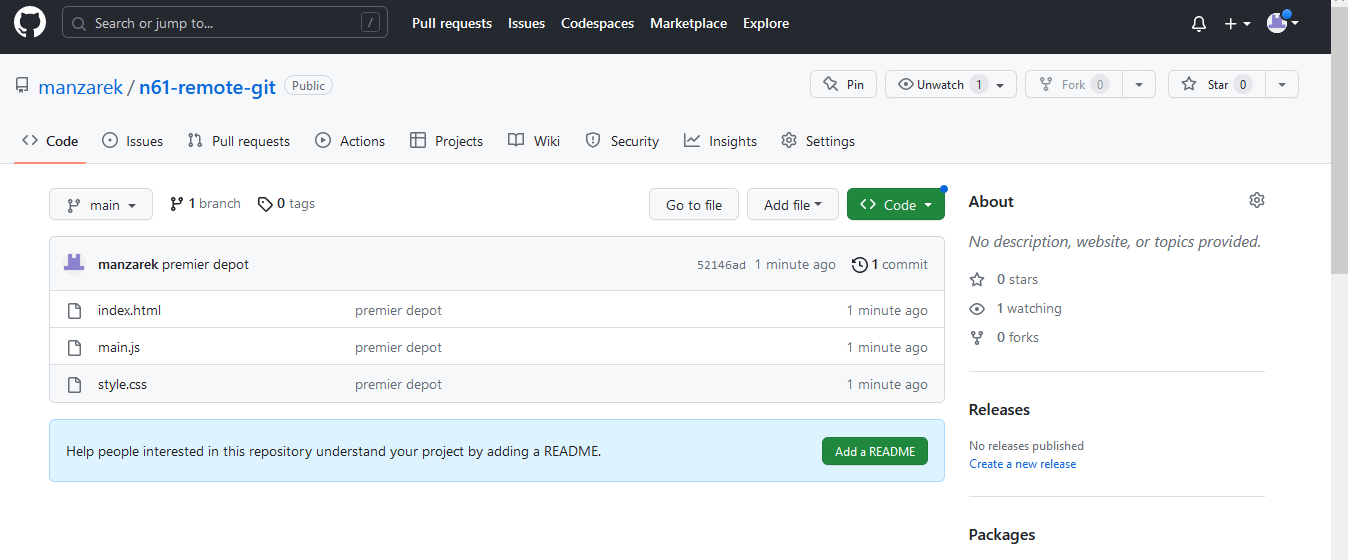 Search or jump to... / Pull requests Issues Codespaces Marketplace Explore
manzarek / n61-remote-git Public Pin Unwatch 1 Fork 0 Star 0
Code Issues Pull requests Actions Projects Wiki Security Insights Settings
main 1 branch 0 tags Go to file Add file Code
manzarek premier depot 52146ad 1 minute ago 1 commit
index.html premier depot 1 minute ago
main.js premier depot 1 minute ago
style.css premier depot 1 minute ago
Help people interested in this repository understand your project by adding a README. Add a README
About
No description, website, or topics provided.
0 stars
1 watching
0 forks
Releases
No releases published
Create a new release
Packages